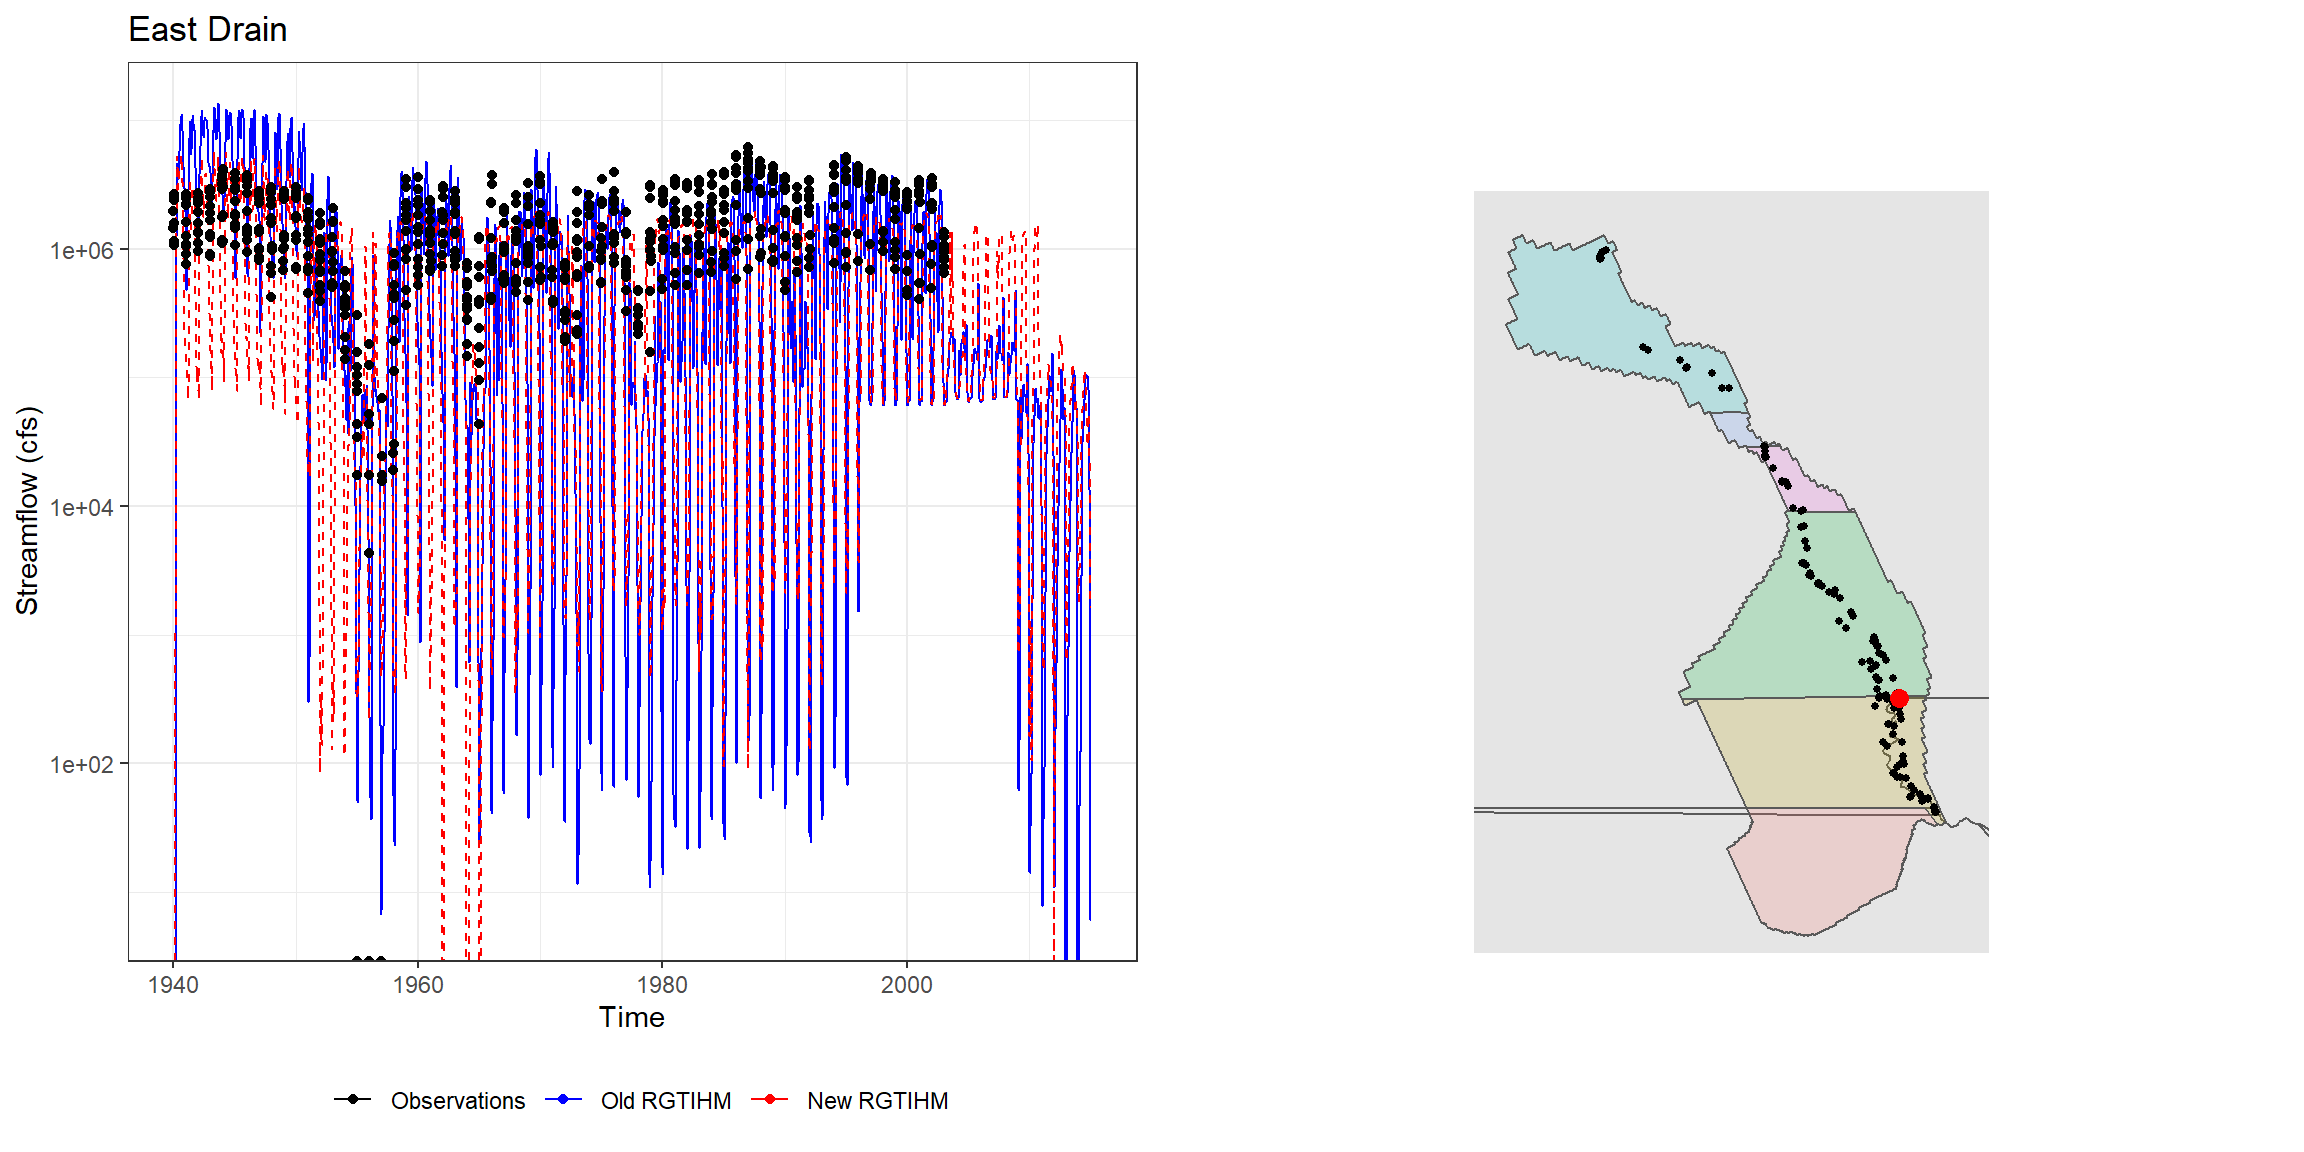 East Drain
Streamflow (cfs)
1e+06
1e+04
1e+02
1940 1960 1980 2000
Time
Observations Old RGTIHM New RGTIHM